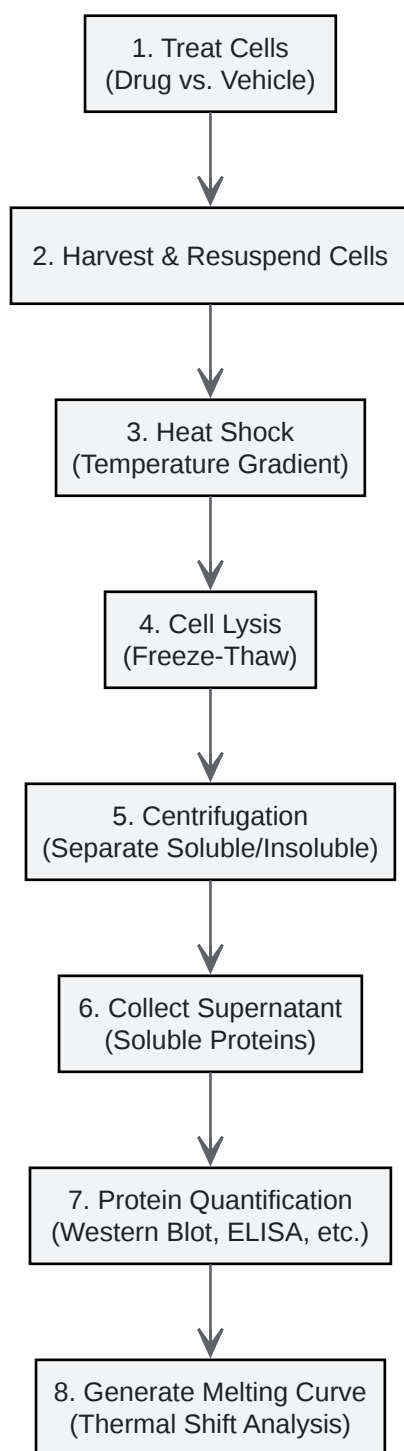 1. Treat Cells
(Drug vs. Vehicle)
2. Harvest & Resuspend Cells
3. Heat Shock
(Temperature Gradient)
4. Cell Lysis
(Freeze-Thaw)
5. Centrifugation
(Separate Soluble/Insoluble)
6. Collect Supernatant
(Soluble Proteins)
7. Protein Quantification
(Western Blot, ELISA, etc.)
8. Generate Melting Curve
(Thermal Shift Analysis)